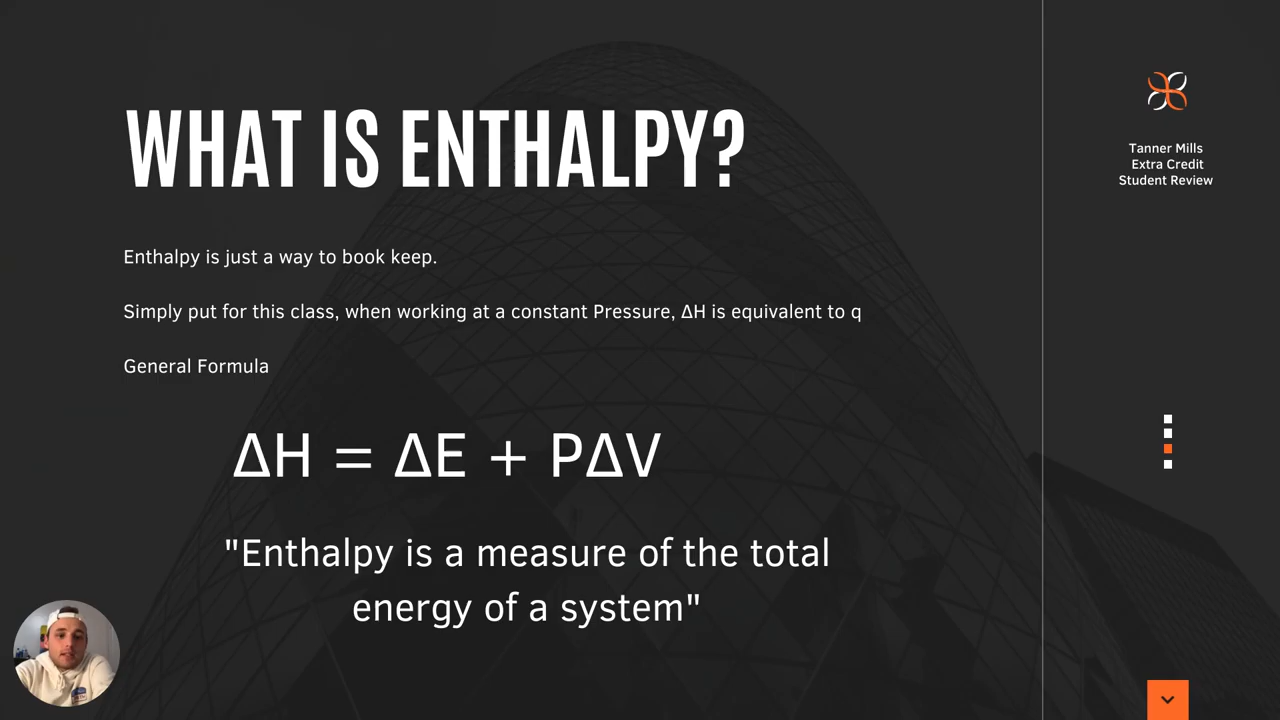 WHAT IS ENTHALPY?
Enthalpy is just a way to book keep.
Simply put for this class, when working at a constant Pressure, ΔH is equivalent to q
General Formula
ΔH = ΔE + PΔV
"Enthalpy is a measure of the total
energy of a system"
Tanner Mills
Extra Credit
Student Review